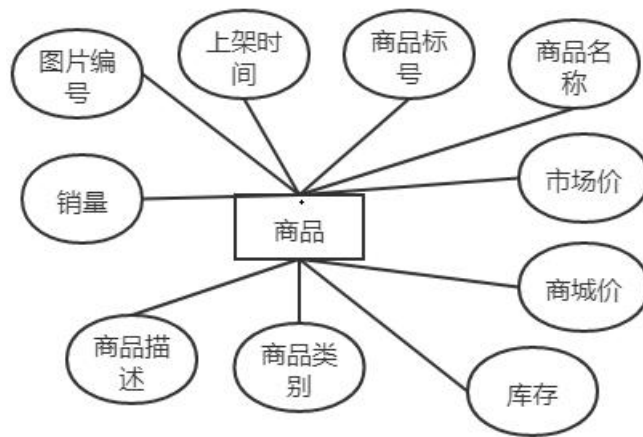 图片编
号
上架时
间
商品标
号
商品名
称
销量
市场价
商品
商城价
商品描
述
商品类
别
库存